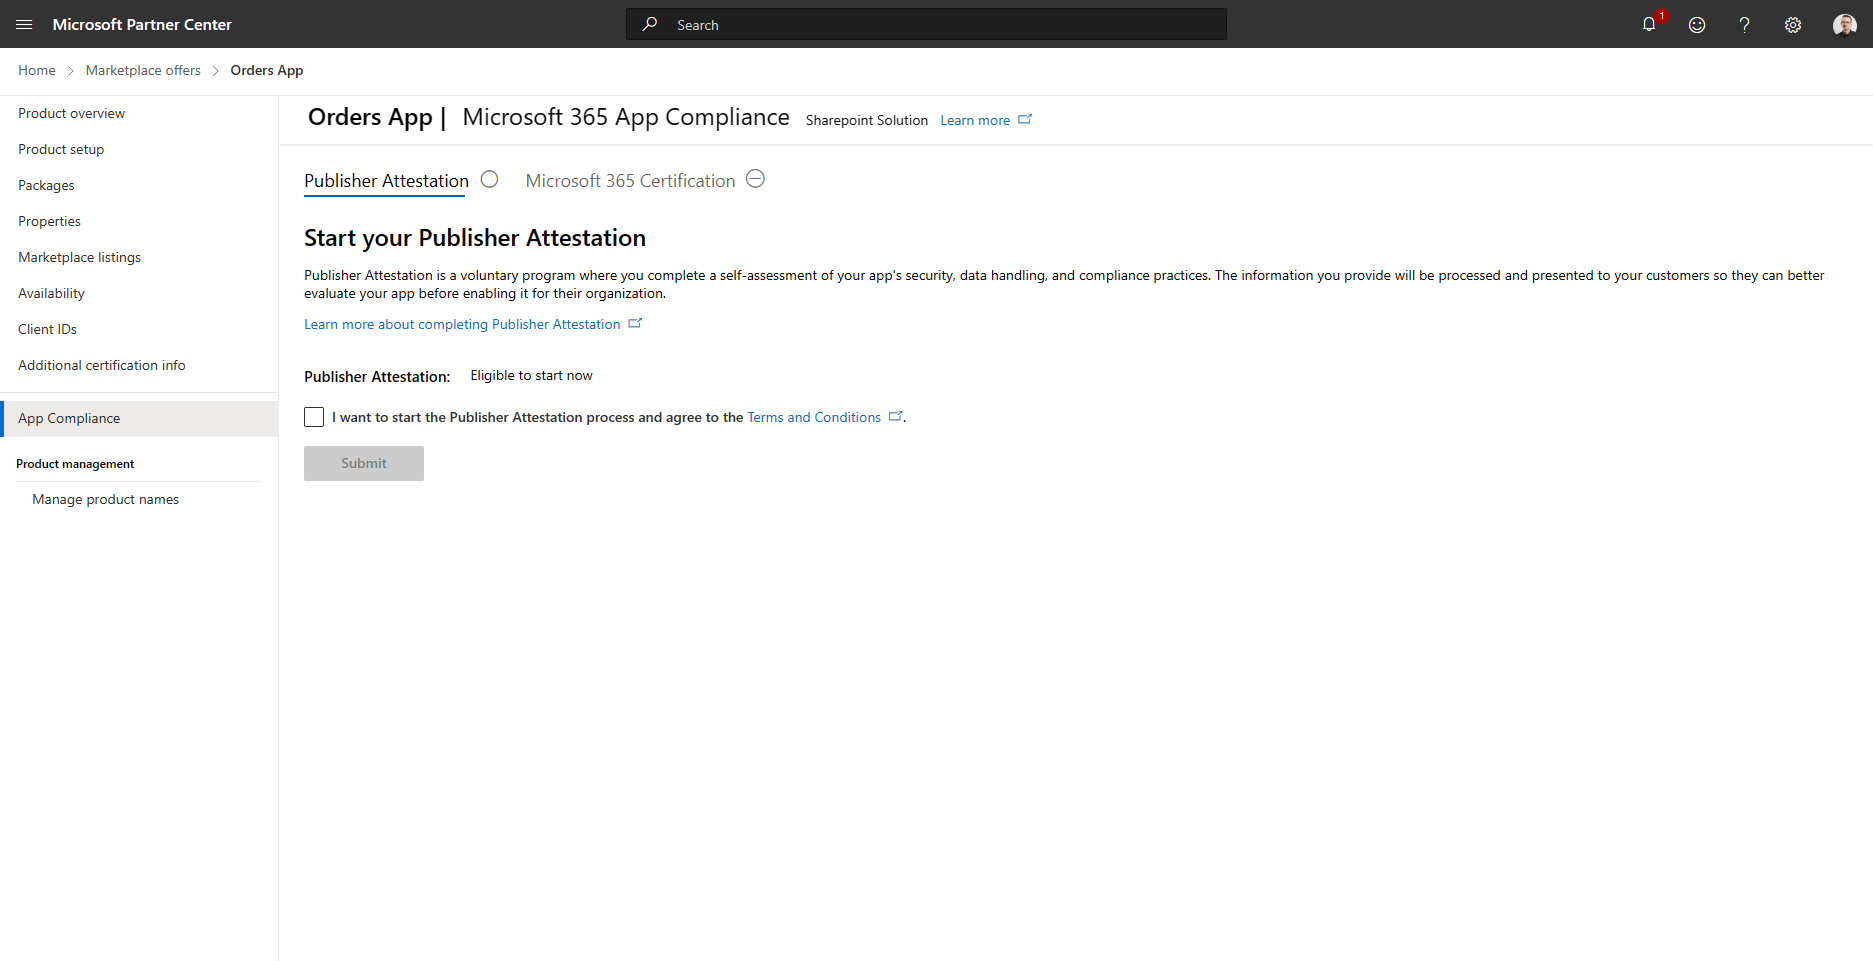 Microsoft Partner Center
Search
1
Home
Marketplace offers
Orders App
Product overview
Product setup
Packages
Properties
Marketplace listings
Availability
Client IDs
Additional certification info
App Compliance
Product management
Manage product names
Orders App | Microsoft 365 App Compliance Sharepoint Solution Learn more
Publisher Attestation
Microsoft 365 Certification
Start your Publisher Attestation
Publisher Attestation is a voluntary program where you complete a self-assessment of your app's security, data handling, and compliance practices. The information you provide will be processed and presented to your customers so they can better
evaluate your app before enabling it for their organization.
Learn more about completing Publisher Attestation
Publisher Attestation: Eligible to start now
I want to start the Publisher Attestation process and agree to the Terms and Conditions .
Submit